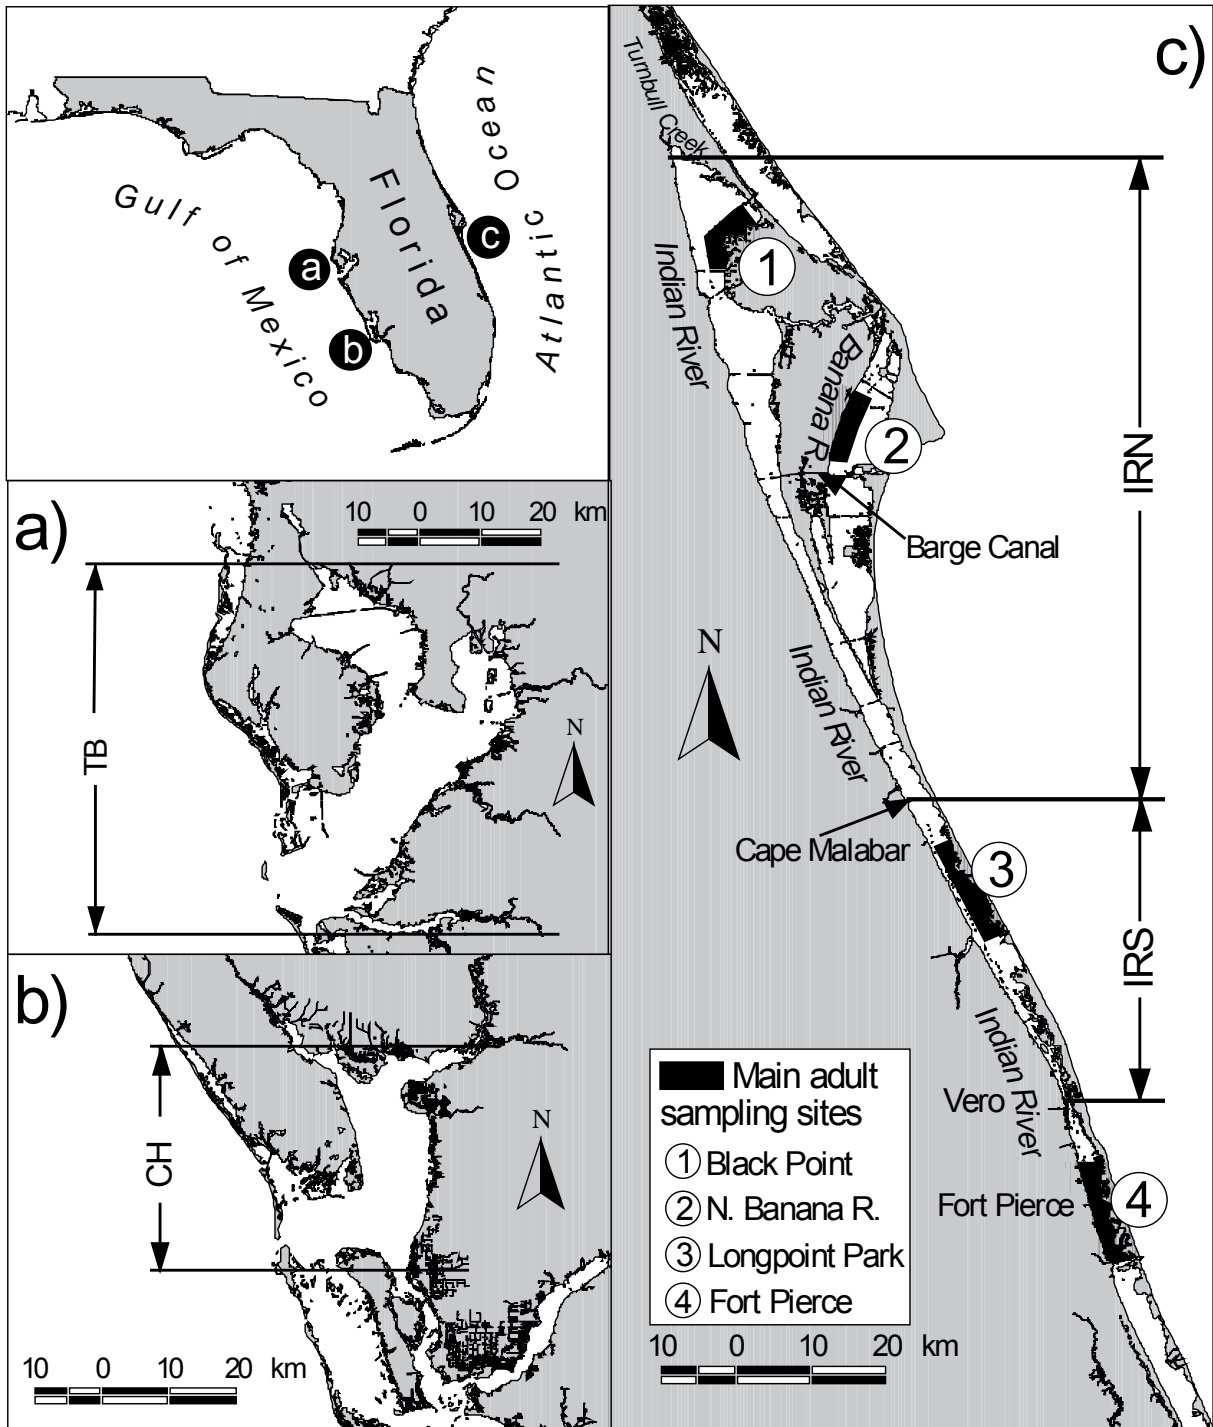 Gulf of Mexico
Florida
Atlantic Ocean
a
b
c
a)
10 0 10 20 km
TB
N
b)
CH
N
10 0 10 20 km
c)
Turnbull Creek
Indian River
1
Banana R.
2
IRN
Barge Canal
N
Indian River
Cape Malabar
3
IRS
Indian River
Vero
Fort Pierce
4
Main adult
sampling sites
1 Black Point
2 N. Banana R.
3 Longpoint Park
4 Fort Pierce
10 0 10 20 km